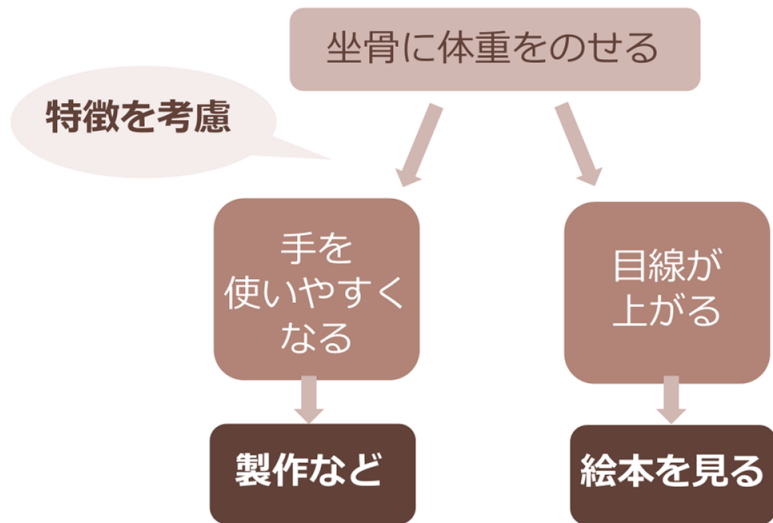 坐骨に体重をのせる
特徴を考慮
手を
使いやすく
なる
目線が
上がる
製作など
絵本を見る